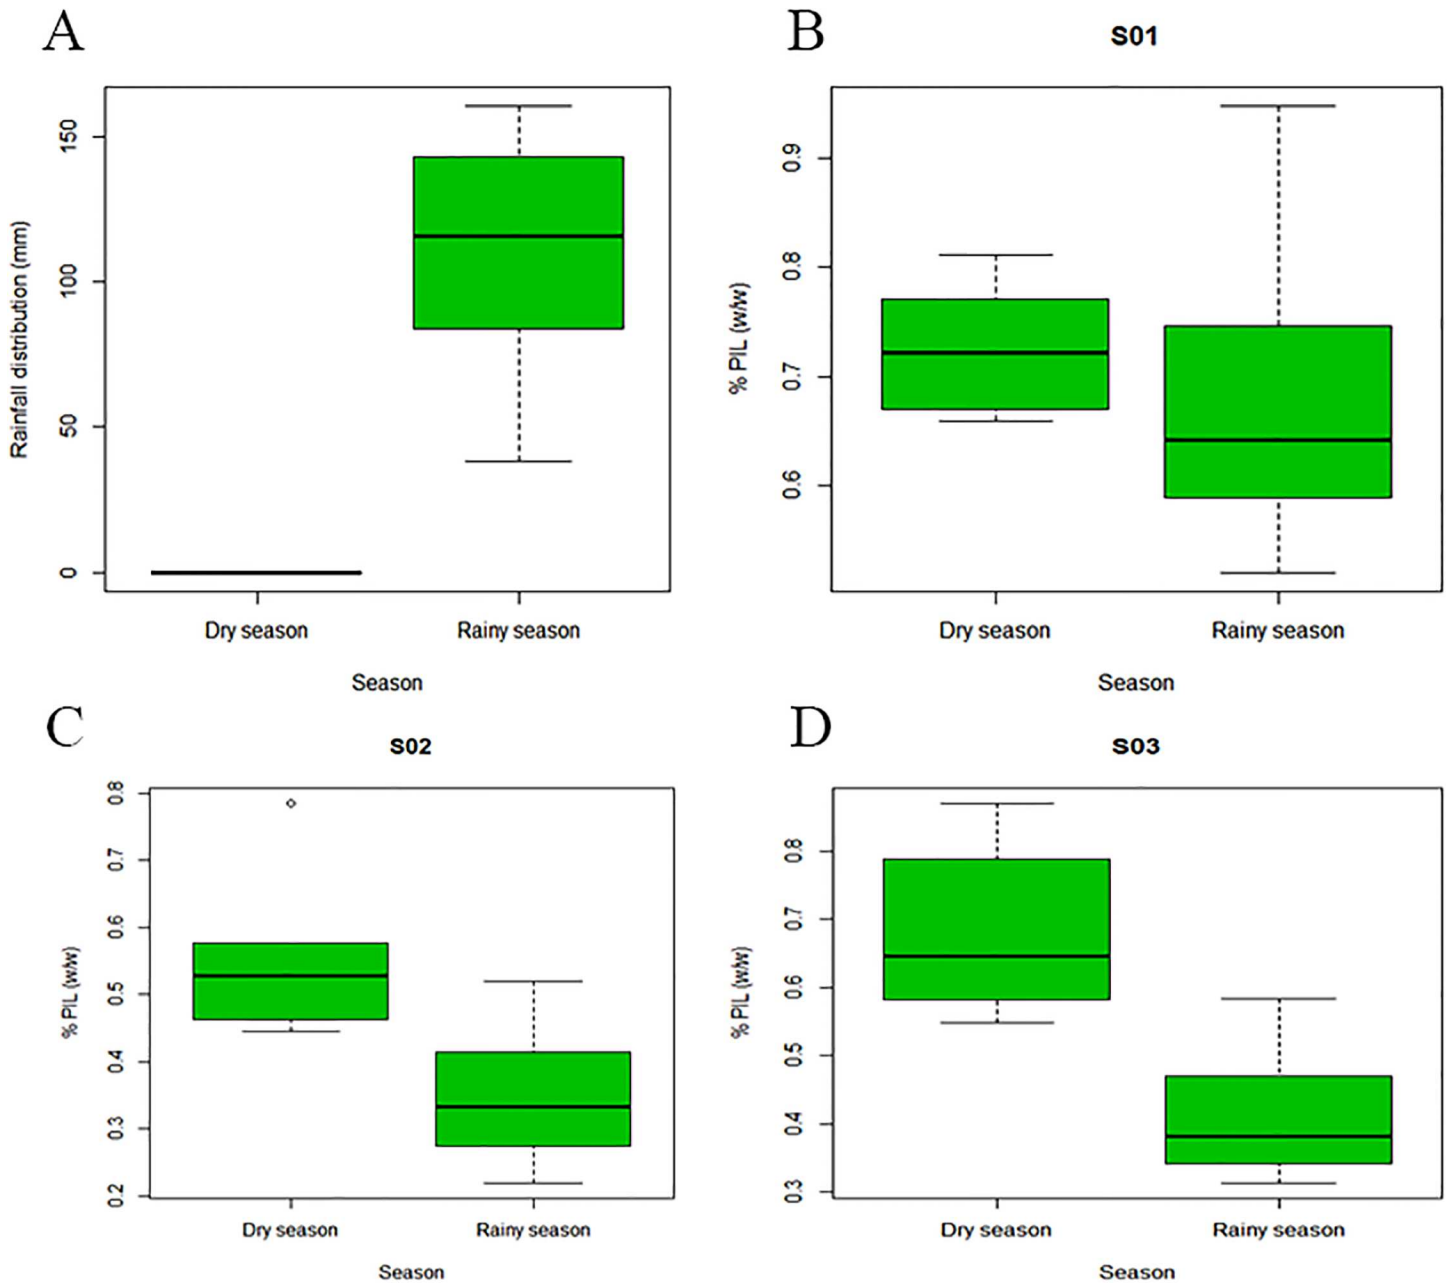 A
Rainfall distribution (mm)
150
100
50
0
Dry season Rainy season
Season
B
S01
% PIL (w/w)
0.9
0.8
0.7
0.6
Dry season Rainy season
Season
C
S02
% PIL (w/w)
0.8
0.7
0.6
0.5
0.4
0.3
0.2
Dry season Rainy season
Season
D
S03
% PIL (w/w)
0.8
0.7
0.6
0.5
0.4
0.3
Dry season Rainy season
Season